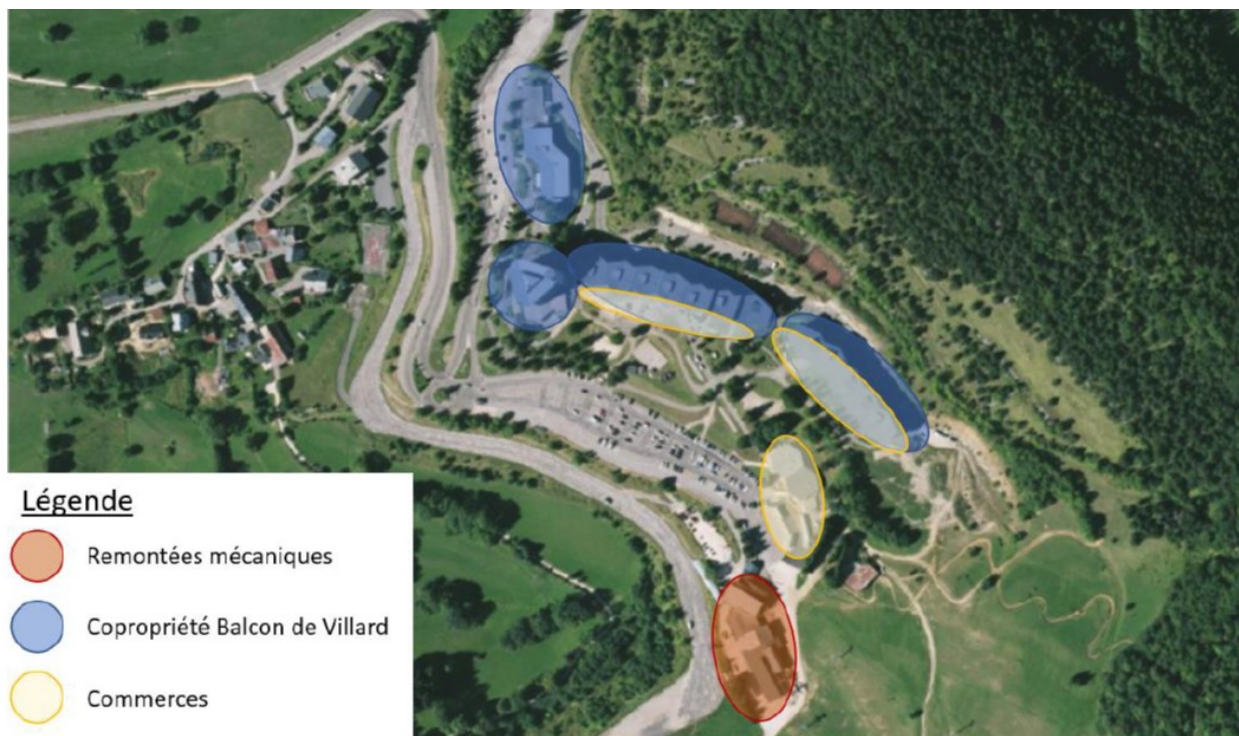 Légende
Remontées mécaniques
Copropriété Balcon de Villard
Commerces